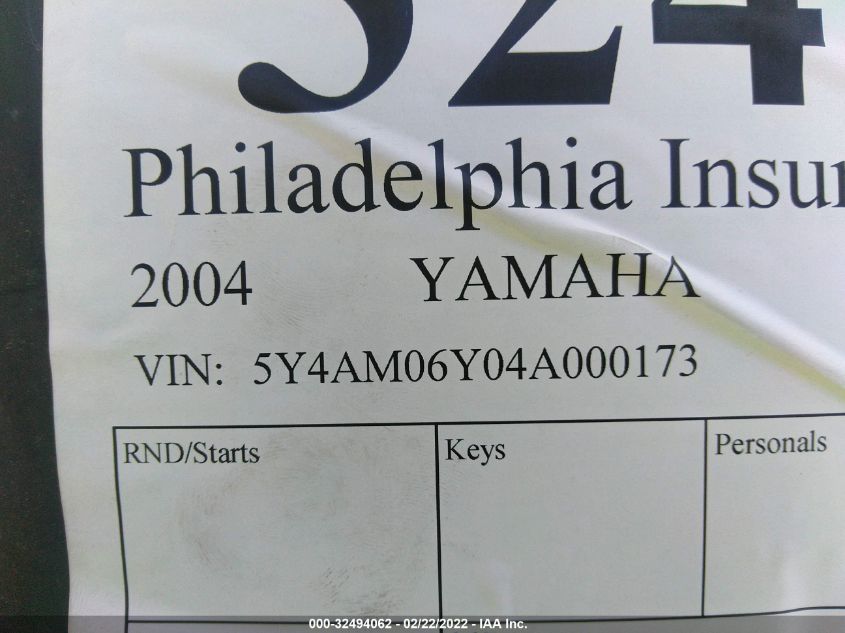 324
Philadelphia Insur
2004 YAMAHA
VIN: 5Y4AM06Y04A000173
RND/Starts Keys Personals
000-32494062 - 02/22/2022 - IAA Inc.